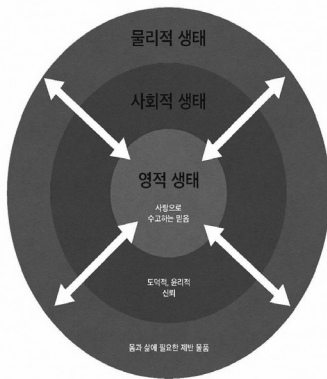 물리적 생태
사회적 생태
영적 생태
사랑으로
수고하는 믿음
도덕적, 윤리적
신뢰
몸과 삶에 필요한 제반 물품